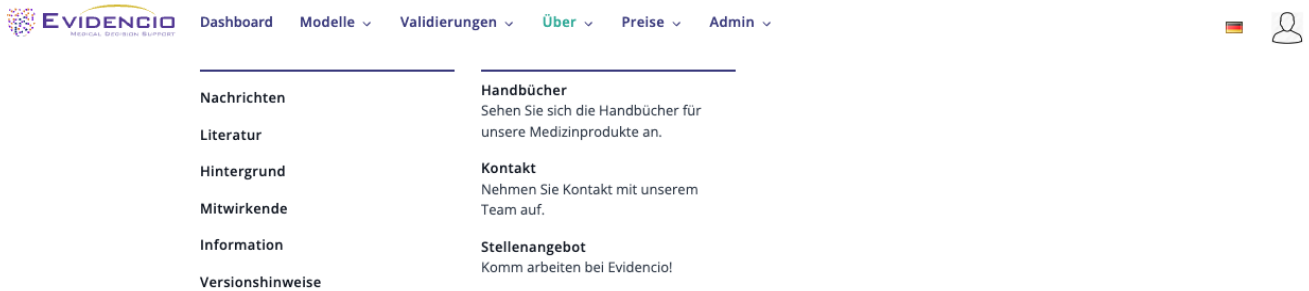 EVIDENCIO
MEDICAL DECISION SUPPORT
Dashboard Modelle Validierungen Über Preise Admin
Nachrichten
Literatur
Hintergrund
Mitwirkende
Information
Versionshinweise
Handbücher
Sehen Sie sich die Handbücher für
unsere Medizinprodukte an.
Kontakt
Nehmen Sie Kontakt mit unserem
Team auf.
Stellenangebot
Komm arbeiten bei Evidencio!